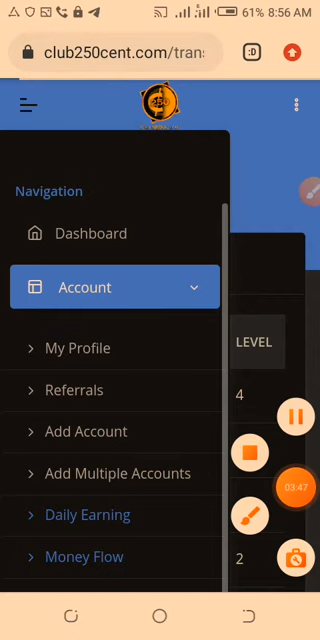 61% 8:56 AM
club250cent.com/tran
:D
250
Navigation
Dashboard
Account
My Profile
LEVEL
Referrals
4
Add Account
Add Multiple Accounts
03:47
Daily Earning
Money Flow
2